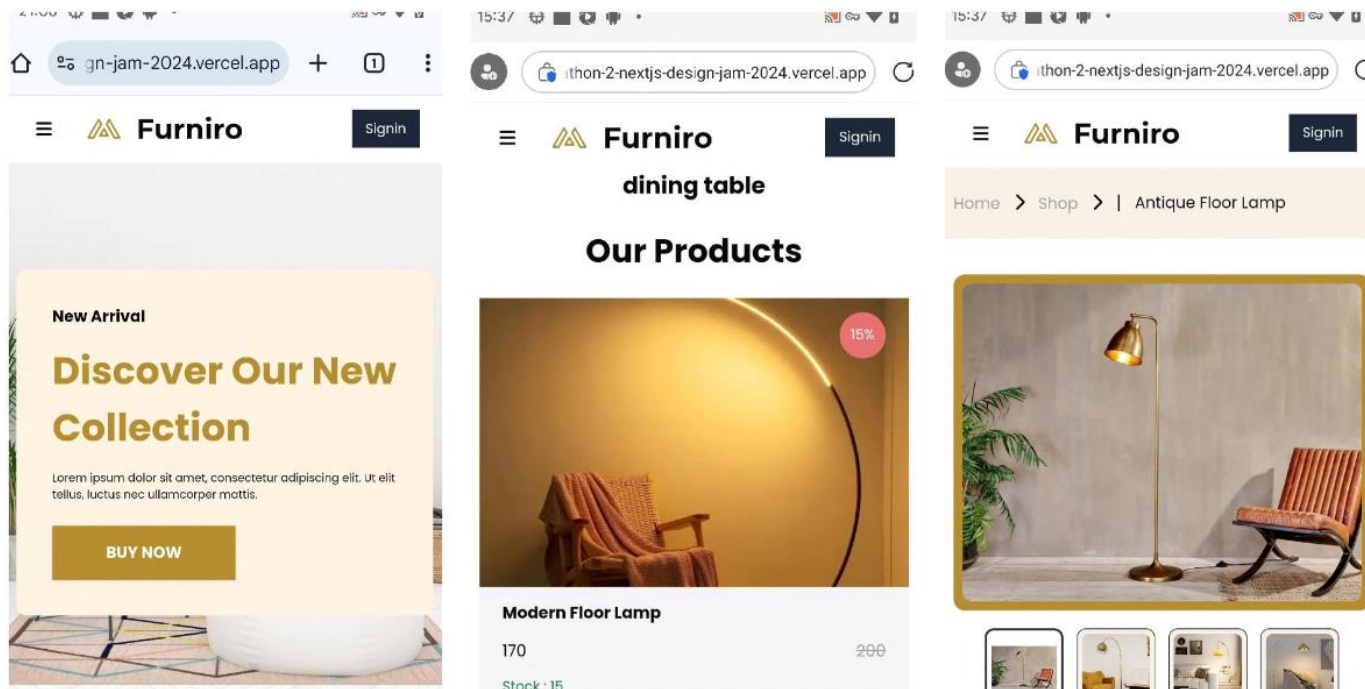 gn-jam-2024.vercel.app
1
Furniro
Signin
New Arrival
Discover Our New
Collection
Lorem ipsum dolor sit amet, consectetur adipiscing elit. Ut elit
tellus, luctus nec ullamcorper mattis.
BUY NOW
15:37
thon-2-nextjs-design-jam-2024.vercel.app
Furniro
Signin
dining table
Our Products
15%
Modern Floor Lamp
170
200
Stock : 15
15:37
thon-2-nextjs-design-jam-2024.vercel.app
Furniro
Signin
Home > Shop > | Antique Floor Lamp